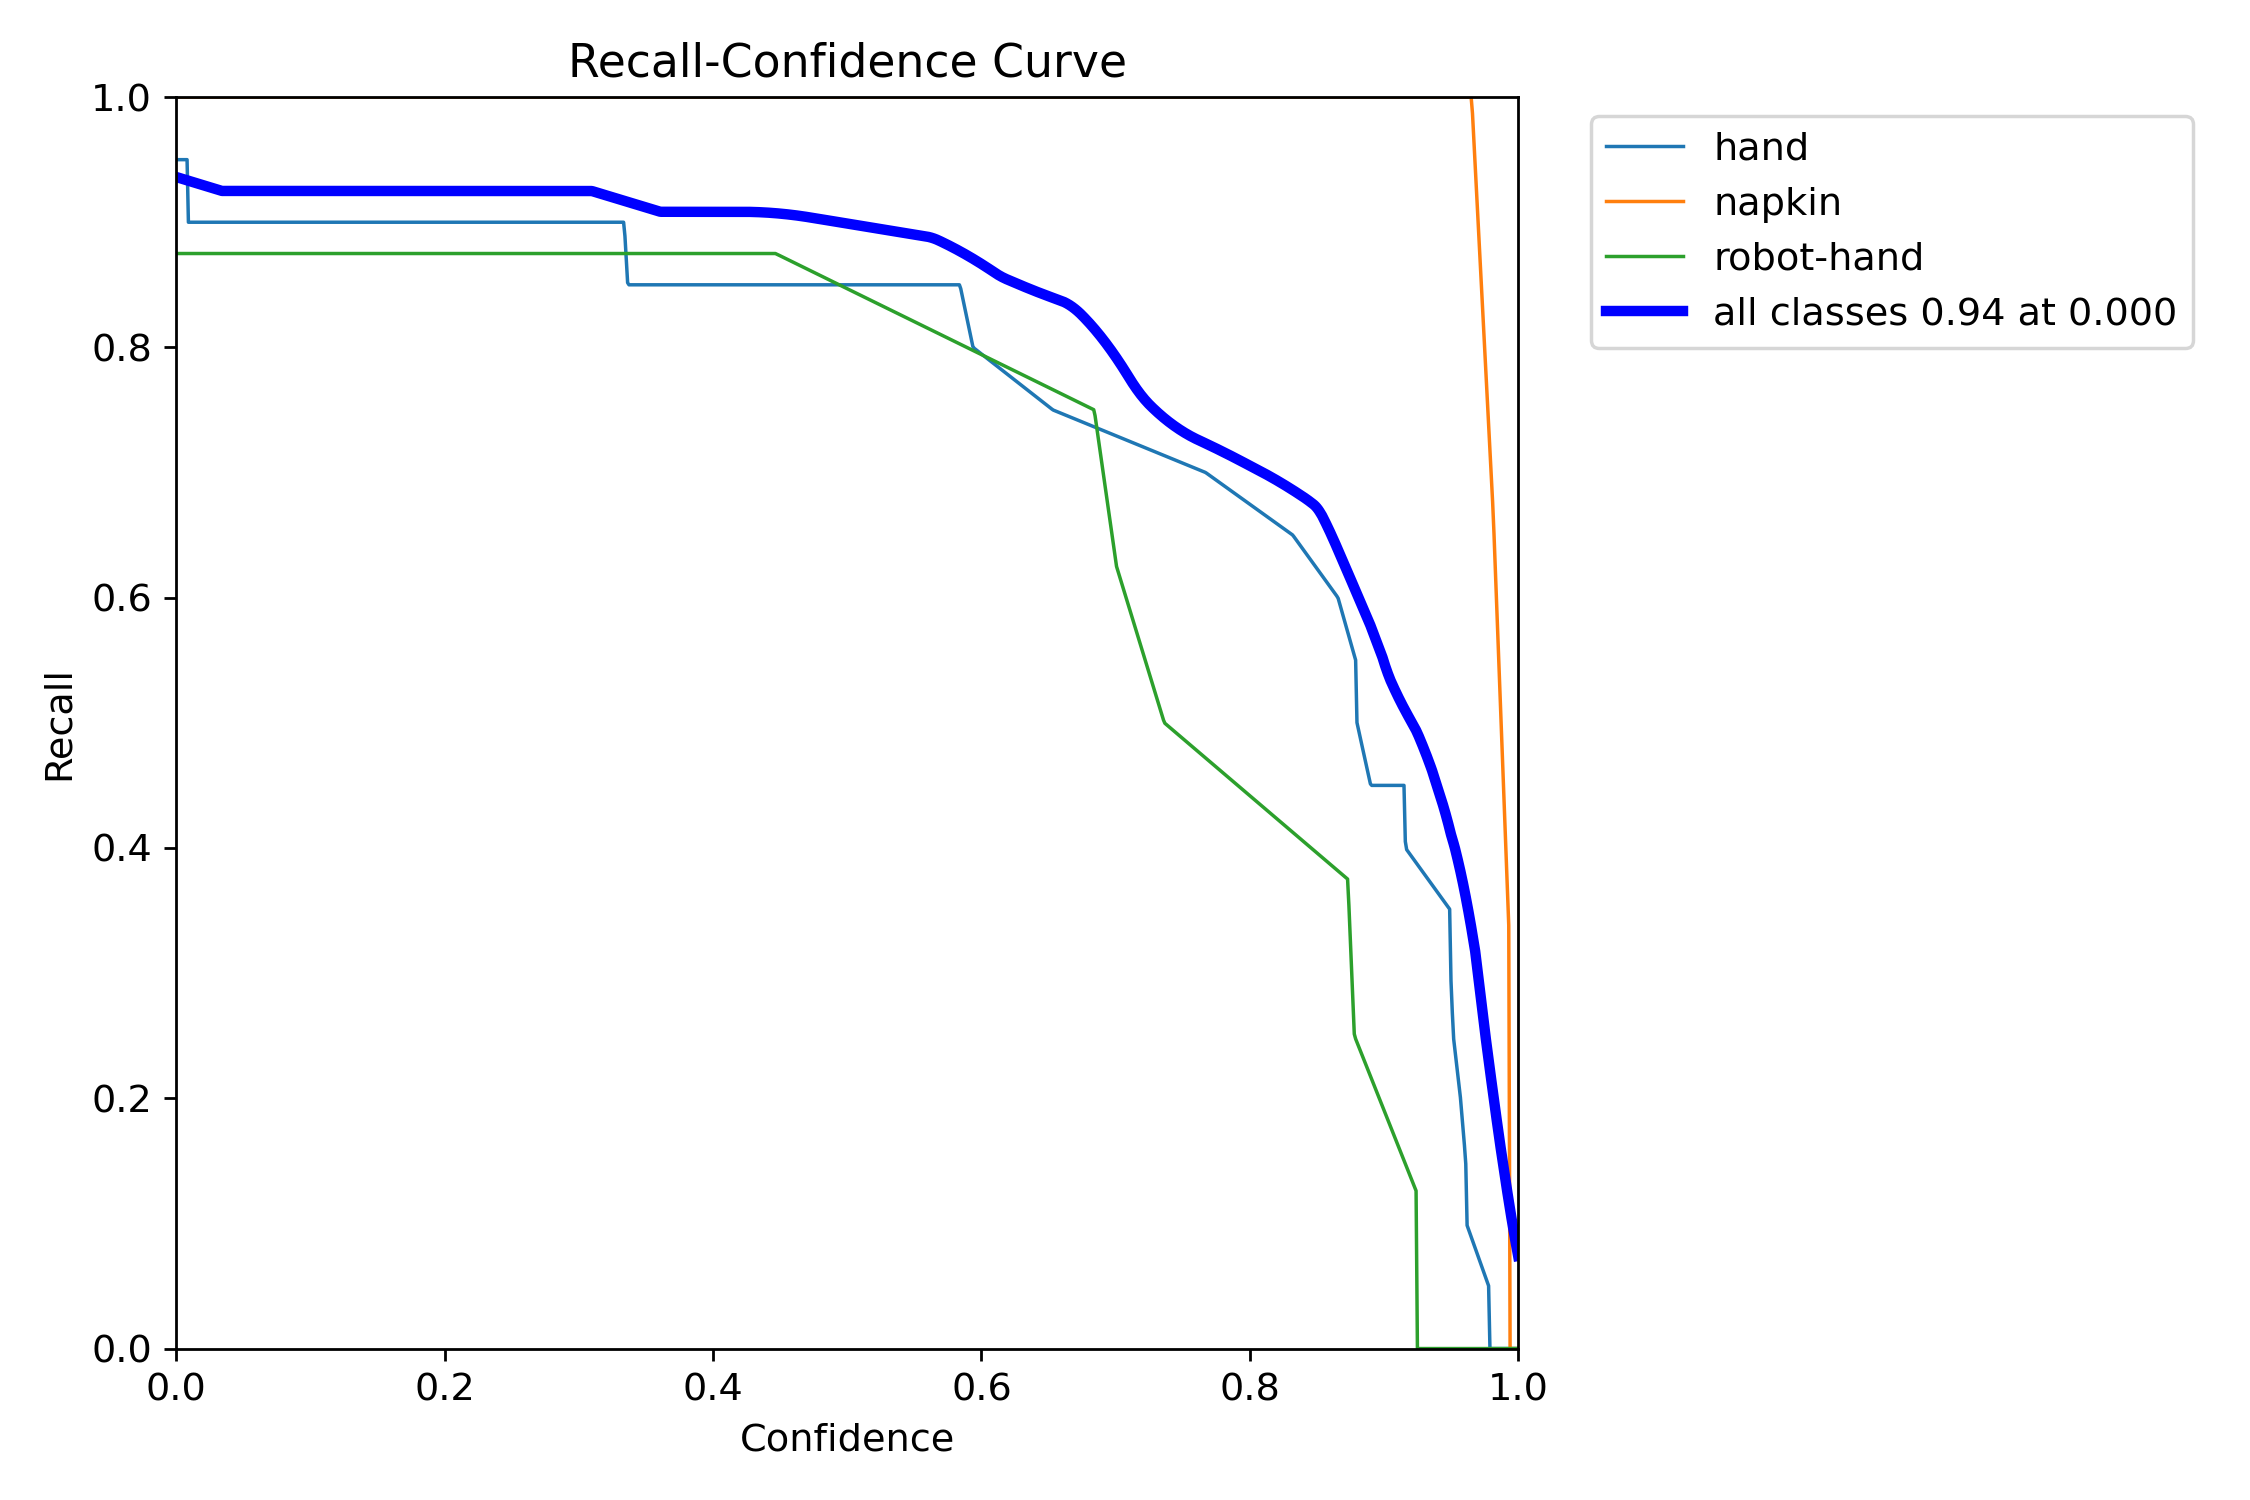 Recall-Confidence Curve
1.0
0.8
0.6
0.4
0.2
0.0
Recall
0.0 0.2 0.4 0.6 0.8 1.0
Confidence
hand
napkin
robot-hand
all classes 0.94 at 0.000